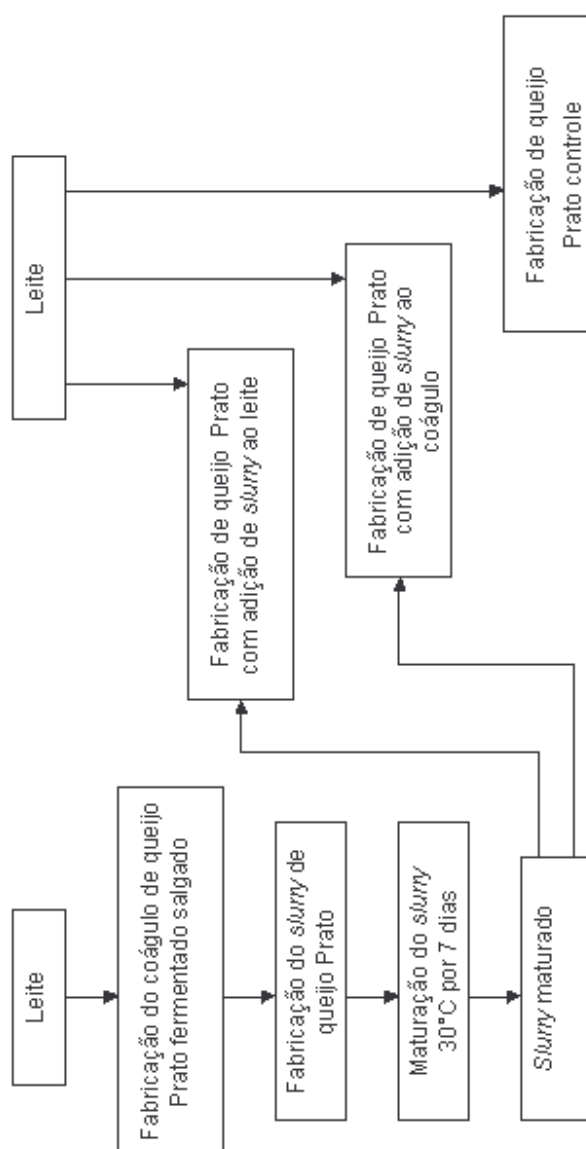 Leite
Fabricação do coágulo de queijo
Prato fermentado salgado
Fabricação do slurry de
queijo Prato
Maturação do slurry
30°C por 7 dias
Slurry maturado
Leite
Fabricação de queijo Prato
com adição de slurry ao leite
Fabricação de queijo Prato
com adição de slurry ao
coágulo
Fabricação de queijo
Prato controle